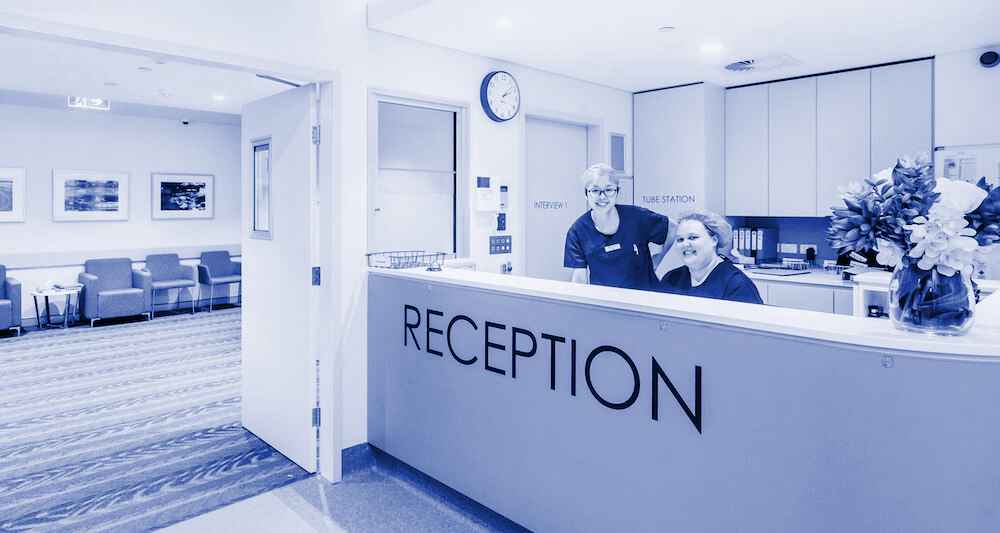 INTERVIEW 1
TUBE STATION
RECEPTION